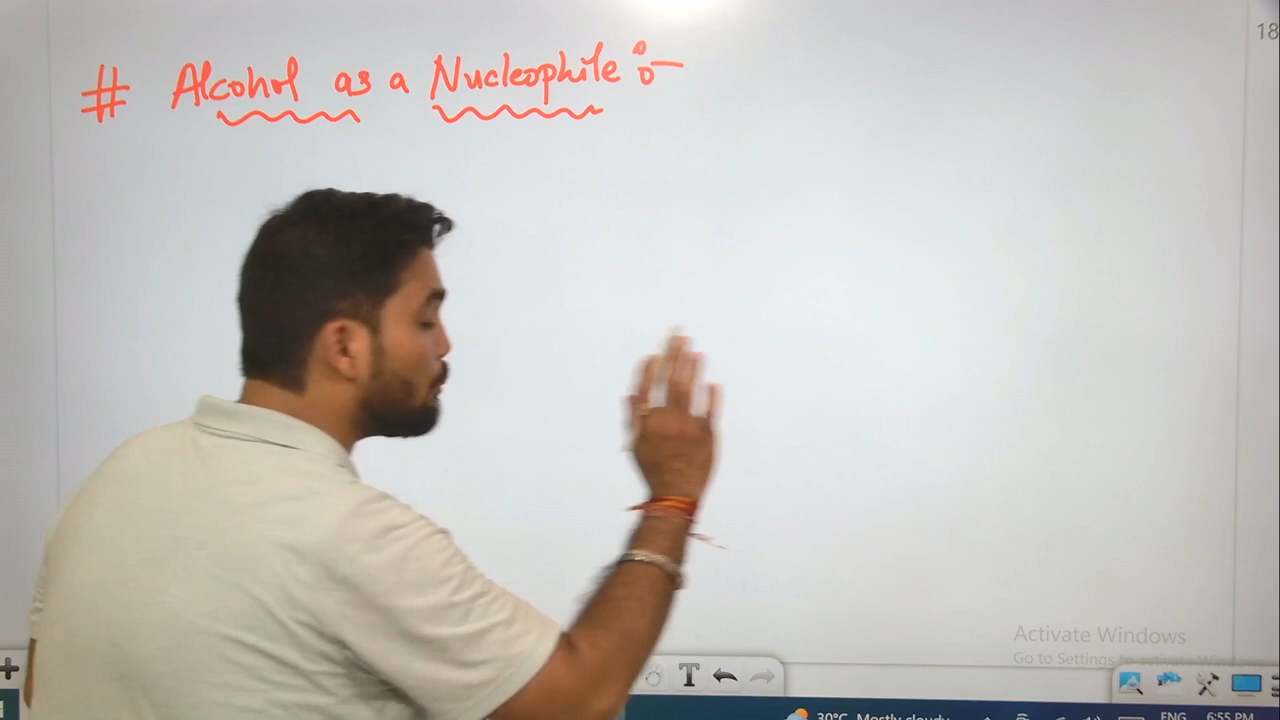 18
# Alcohol as a Nucleophile :-
Activate Windows
Go to Settings to activate Windows
T
30°C Mostly cloudy
ENG
6:55 PM